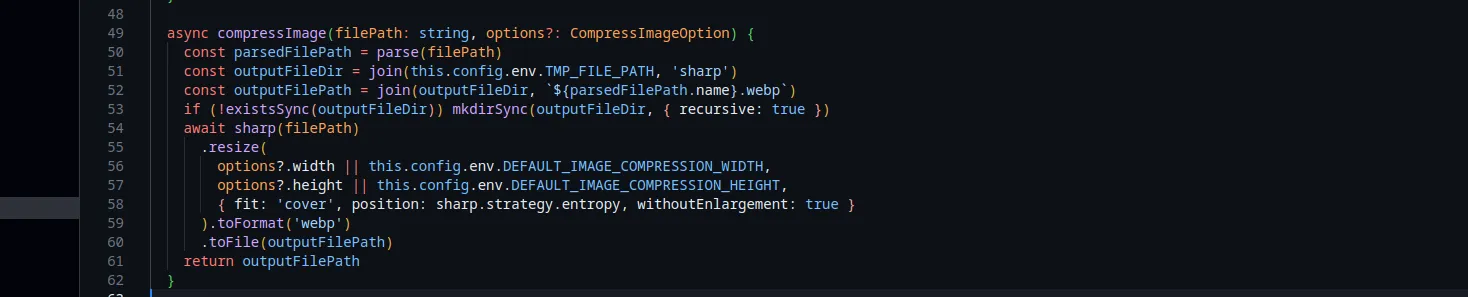 48
49 async compressImage(filePath: string, options?: CompressImageOption) {
50 const parsedFilePath = parse(filePath)
51 const outputFileDir = join(this.config.env.TMP_FILE_PATH, 'sharp')
52 const outputFilePath = join(outputFileDir, `${parsedFilePath.name}.webp`)
53 if (!existsSync(outputFileDir)) mkdirSync(outputFileDir, { recursive: true })
54 await sharp(filePath)
55 .resize(
56 options?.width || this.config.env.DEFAULT_IMAGE_COMPRESSION_WIDTH,
57 options?.height || this.config.env.DEFAULT_IMAGE_COMPRESSION_HEIGHT,
58 { fit: 'cover', position: sharp.strategy.entropy, withoutEnlargement: true }
59 ).toFormat('webp')
60 .toFile(outputFilePath)
61 return outputFilePath
62 }